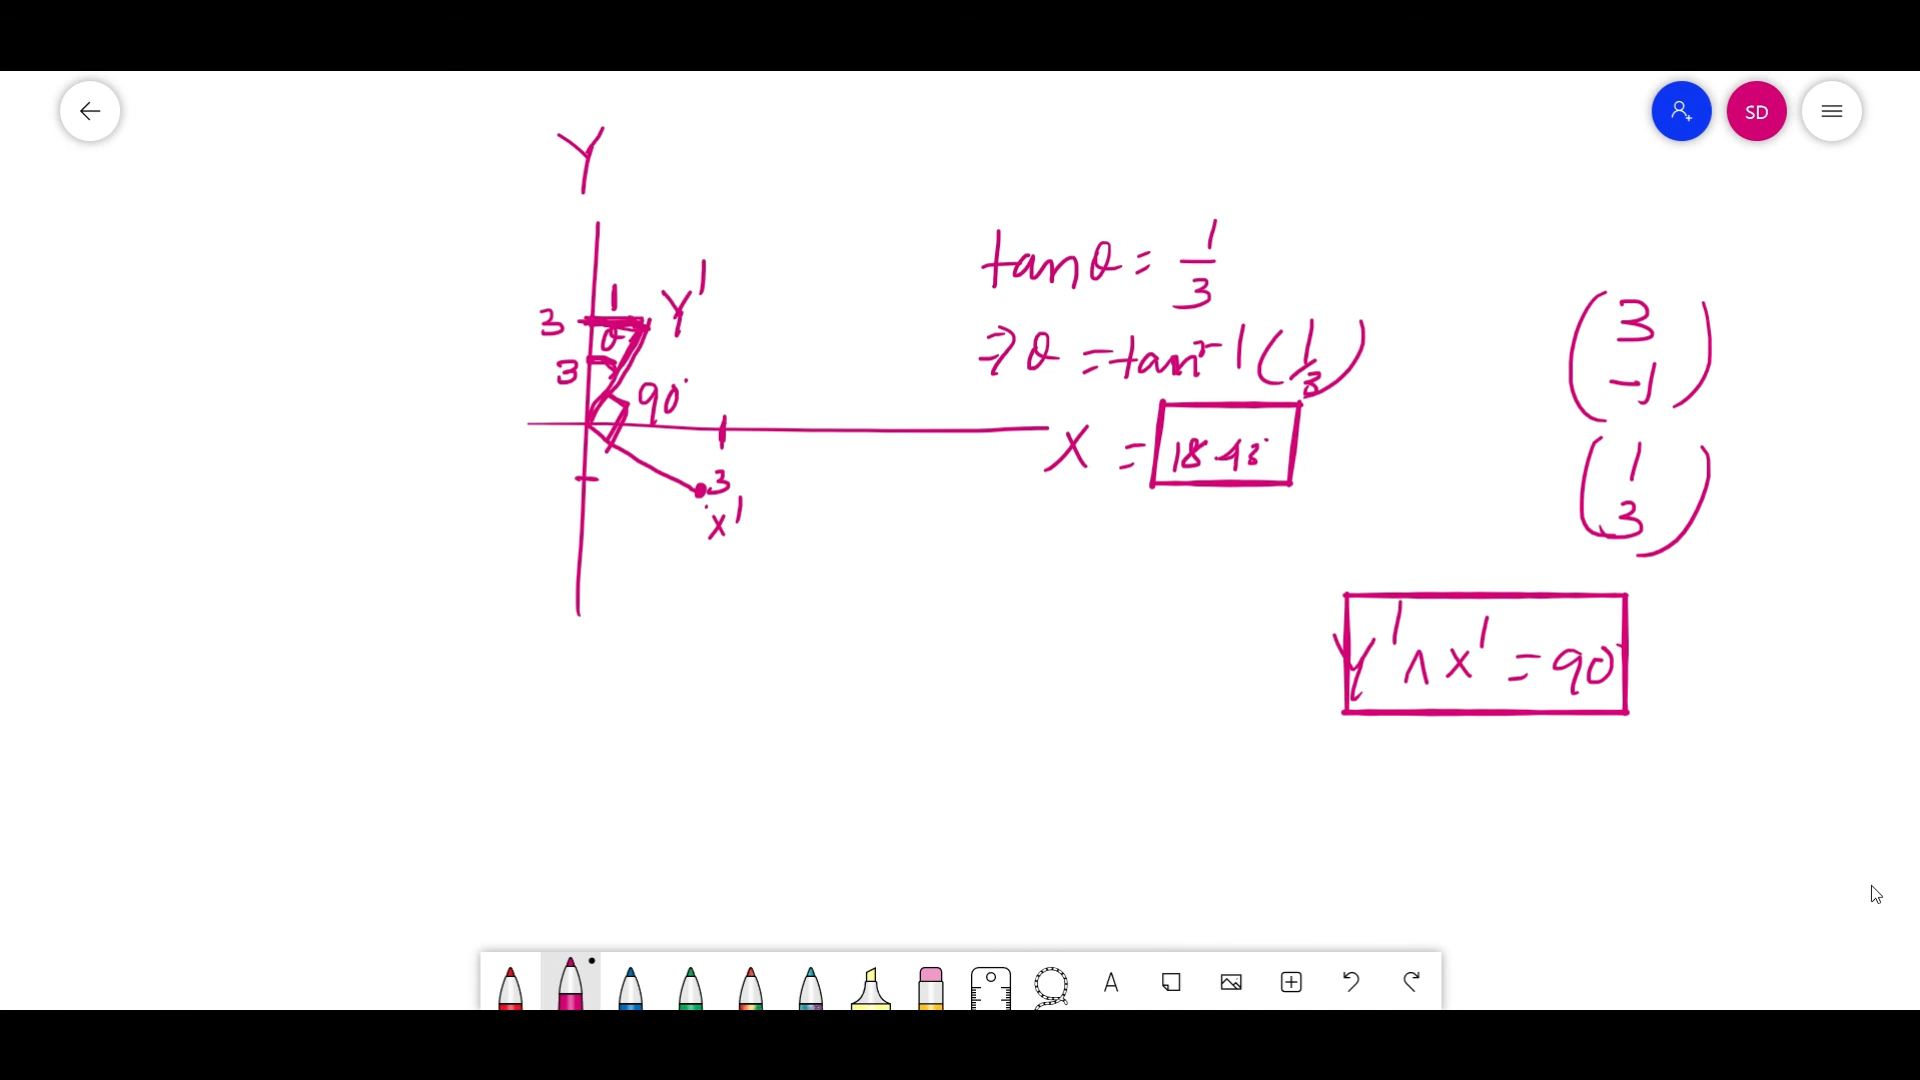 SD
Y
1
Y'
3
θ
3
90°
X
3
X'
tanθ = 1/3
⇒ θ = tan⁻¹(1/3)
= 18.43°
(3
-1)
(1
3)
Y' ∧ X' = 90°
A